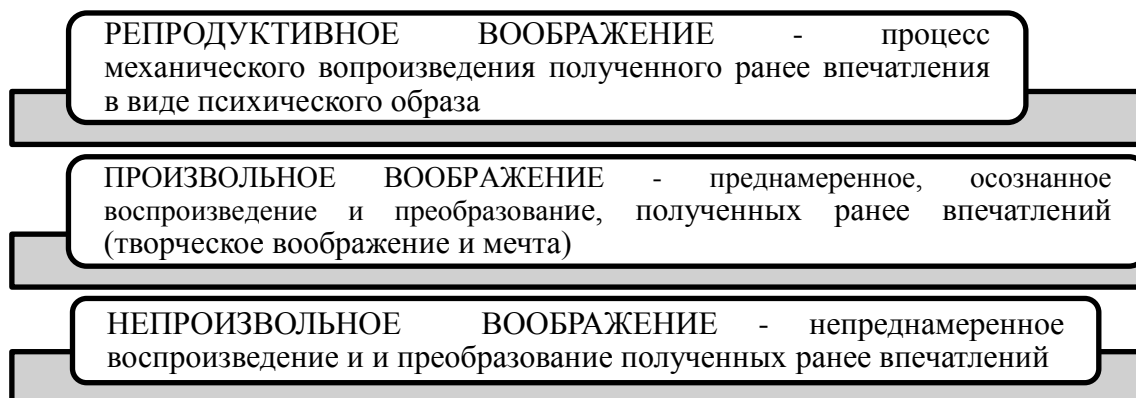 РЕПРОДУКТИВНОЕ ВООБРАЖЕНИЕ - процесс
механического вопроизведения полученного ранее впечатления
в виде психического образа
ПРОИЗВОЛЬНОЕ ВООБРАЖЕНИЕ - преднамеренное, осознанное
воспроизведение и преобразование, полученных ранее впечатлений
(творческое воображение и мечта)
НЕПРОИЗВОЛЬНОЕ ВООБРАЖЕНИЕ - непреднамеренное
воспроизведение и и преобразование полученных ранее впечатлений